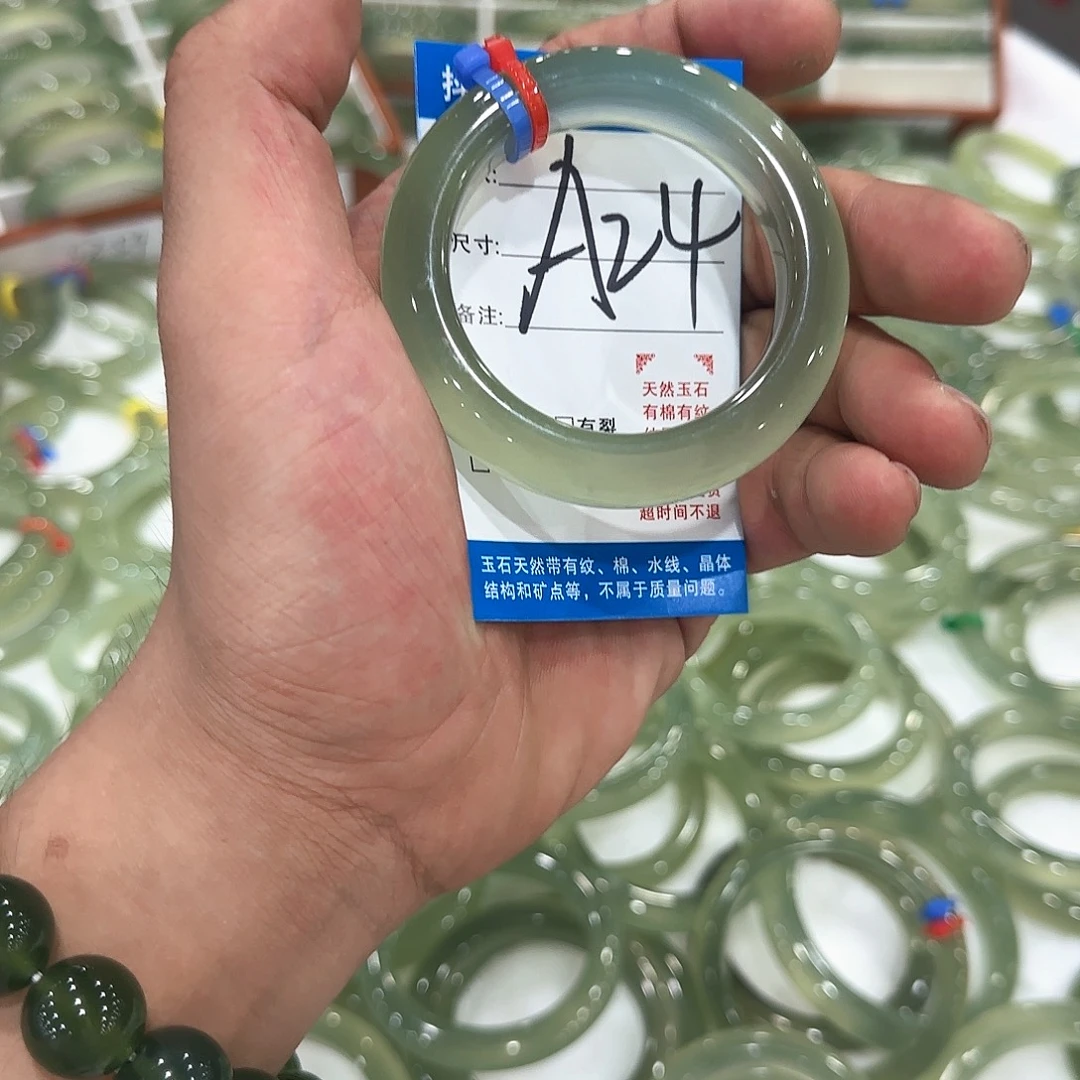 抖
A24
尺寸:
备注:
天然玉石
有棉有纹
有裂
超时间不退
玉石天然带有纹、棉、水线、晶体
结构和矿点等，不属于质量问题。